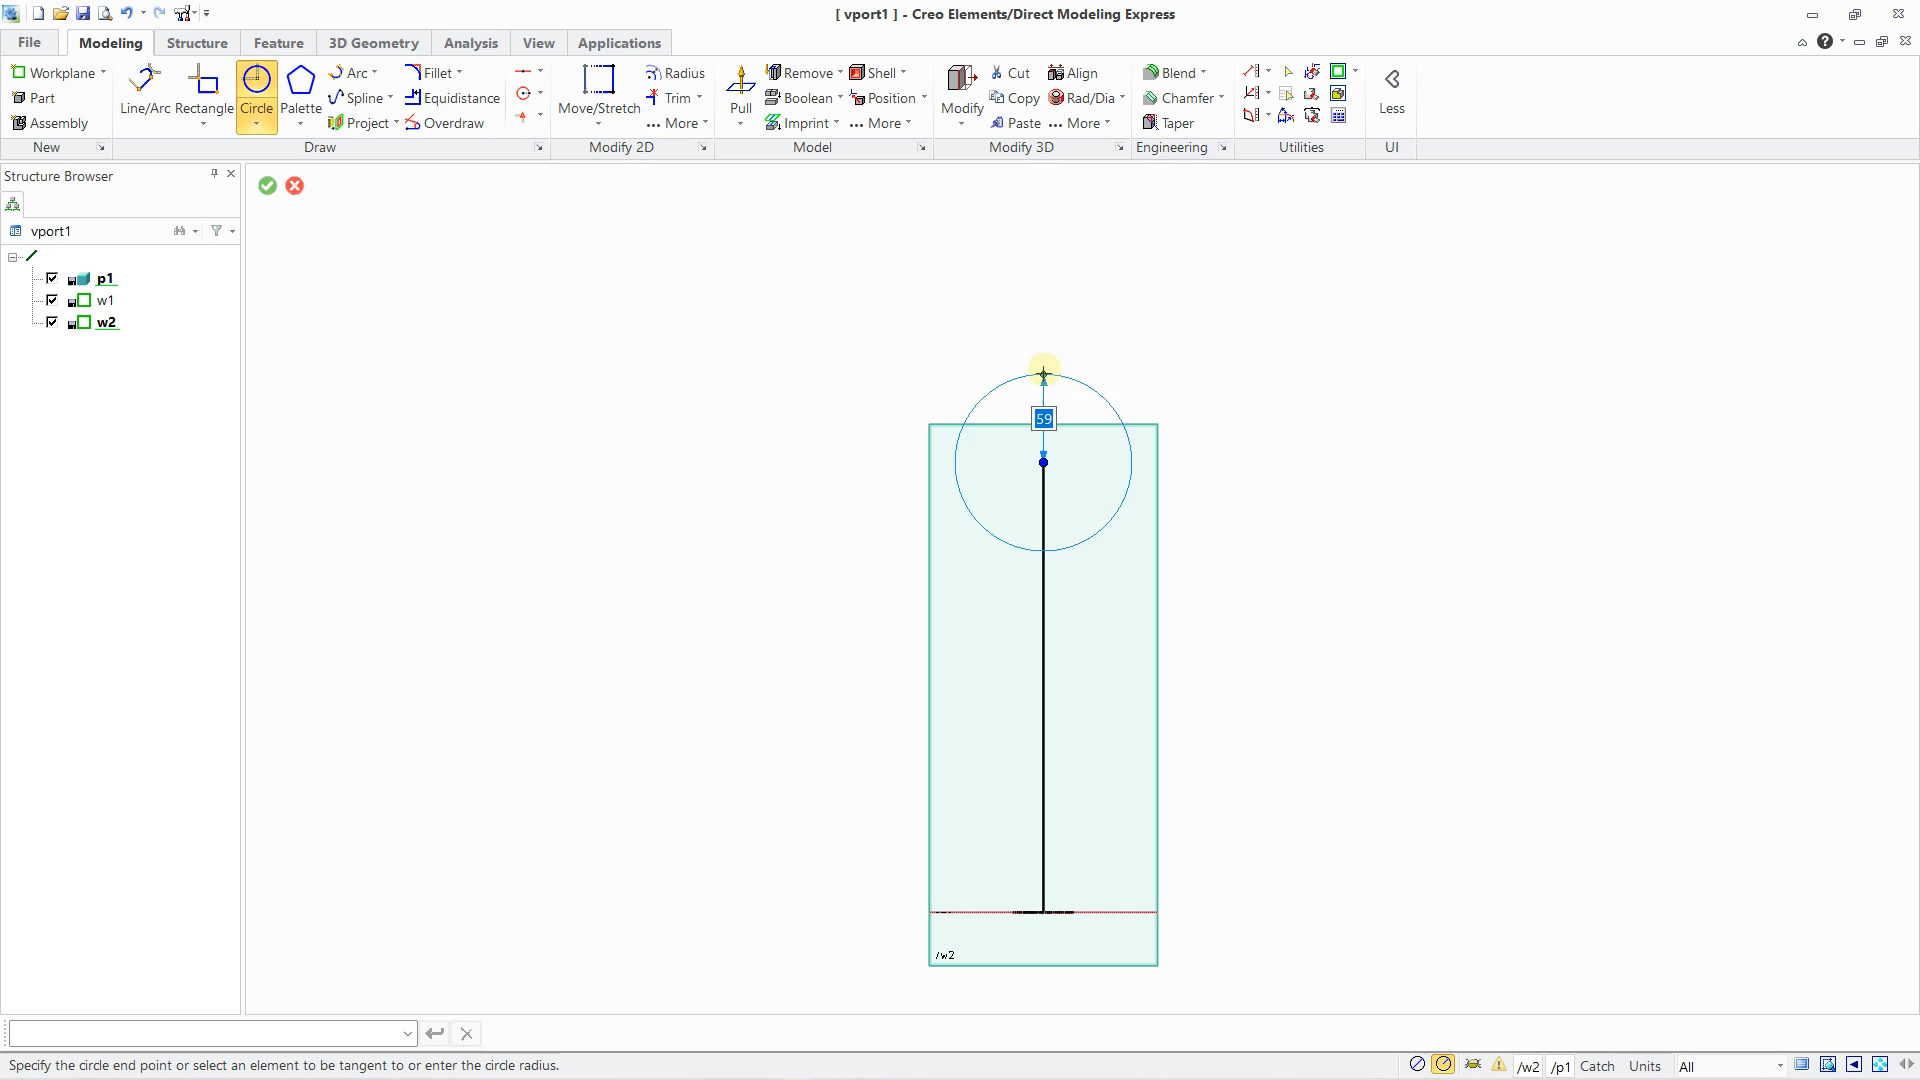 [ vport1 ] - Creo Elements/Direct Modeling Express
File Modeling Structure Feature 3D Geometry Analysis View Applications
Workplane
Part
Assembly
New
Line/Arc Rectangle Circle Palette
Arc Fillet
Spline Equidistance
Project Overdraw
Draw
Move/Stretch
Radius
Trim
... More
Modify 2D
Pull
Remove Shell
Boolean Position
Imprint ... More
Model
Modify
Cut Align
Copy Rad/Dia
Paste ... More
Modify 3D
Blend
Chamfer
Taper
Engineering
Utilities
Less
UI
Structure Browser
vport1
p1
w1
w2
59
/w2
Specify the circle end point or select an element to be tangent to or enter the circle radius.
/w2 /p1 Catch Units All